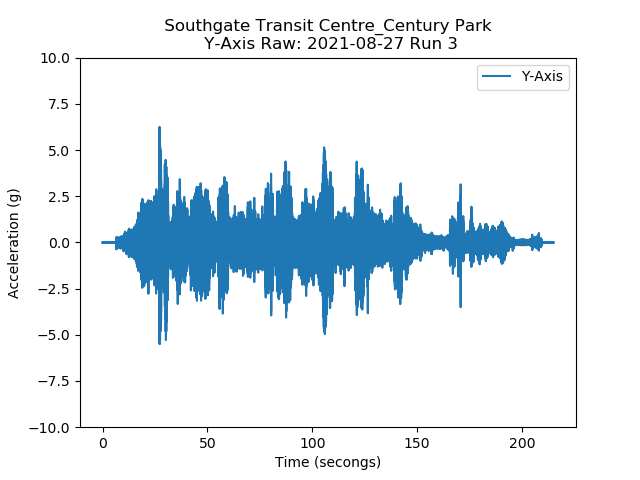 Southgate Transit Centre_Century Park
Y-Axis Raw: 2021-08-27 Run 3
Y-Axis
10.0
7.5
5.0
2.5
0.0
−2.5
−5.0
−7.5
−10.0
Acceleration (g)
0 50 100 150 200
Time (secongs)